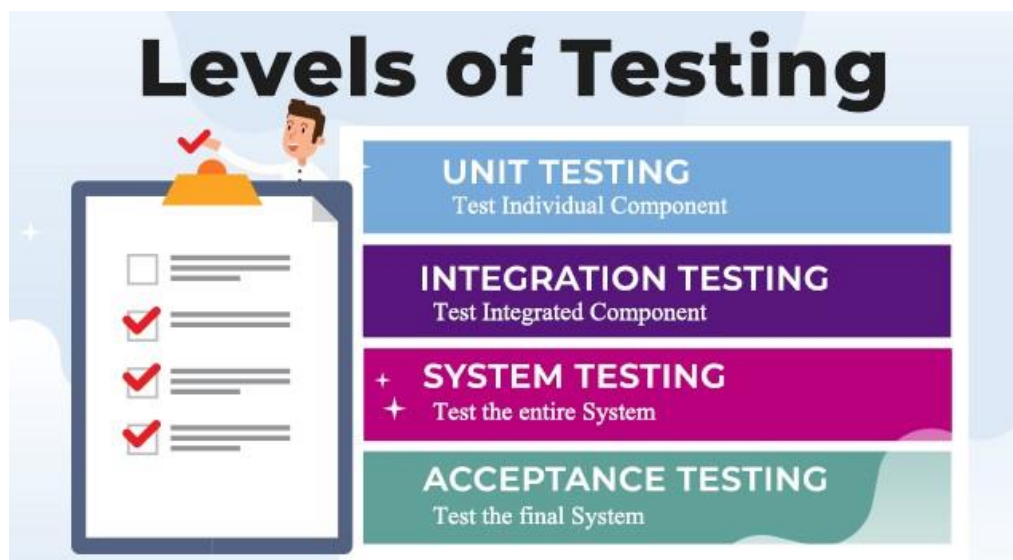 Levels of Testing
UNIT TESTING
Test Individual Component
INTEGRATION TESTING
Test Integrated Component
SYSTEM TESTING
Test the entire System
ACCEPTANCE TESTING
Test the final System